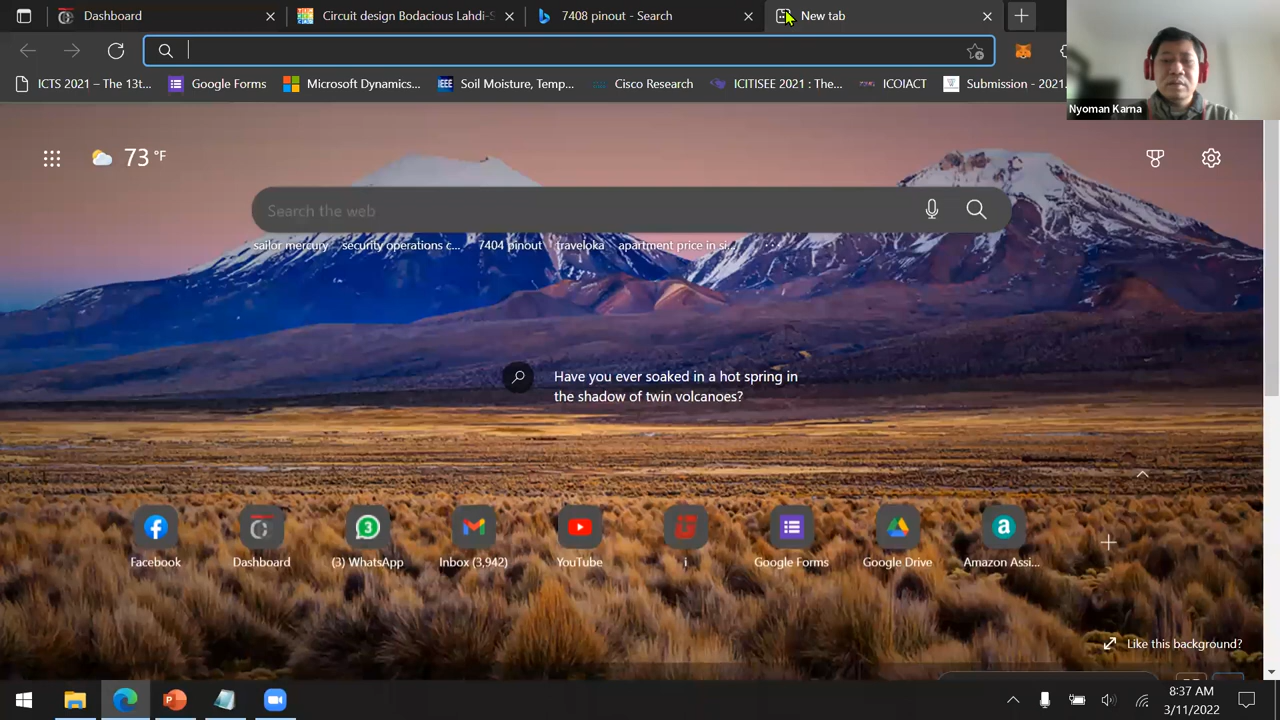 Dashboard
Circuit design Bodacious Lahdi-S
7408 pinout - Search
New tab
ICTS 2021 – The 13t...
Google Forms
Microsoft Dynamics...
IEEE
Soil Moisture, Temp...
Cisco Research
ICITISEE 2021 : The...
ICOIACT
Submission - 2021.
Nyoman Karna
73 °F
Search the web
sailor mercury
security operations c...
7404 pinout
traveloka
apartment price in si...
Have you ever soaked in a hot spring in
the shadow of twin volcanoes?
3
Facebook
Dashboard
(3) WhatsApp
Inbox (3,942)
YouTube
i
Google Forms
Google Drive
Amazon Assi...
Like this background?
8:37 AM
3/11/2022